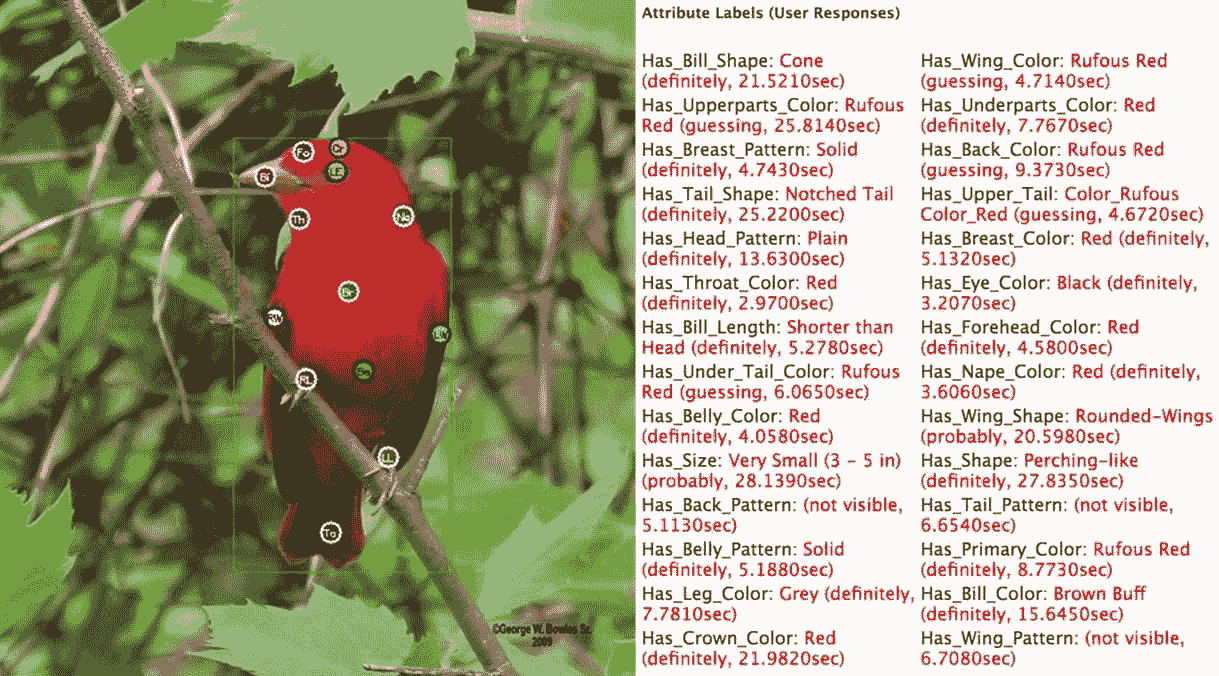 Attribute Labels (User Responses)
Has_Bill_Shape: Cone
(definitely, 21.5210sec)
Has_Upperparts_Color: Rufous
Red (guessing, 25.8140sec)
Has_Breast_Pattern: Solid
(definitely, 4.7430sec)
Has_Tail_Shape: Notched Tail
(definitely, 25.2200sec)
Has_Head_Pattern: Plain
(definitely, 13.6300sec)
Has_Throat_Color: Red
(definitely, 2.9700sec)
Has_Bill_Length: Shorter than
Head (definitely, 5.2780sec)
Has_Under_Tail_Color: Rufous
Red (guessing, 6.0650sec)
Has_Belly_Color: Red
(definitely, 4.0580sec)
Has_Size: Very Small (3 - 5 in)
(probably, 28.1390sec)
Has_Back_Pattern: (not visible,
5.1130sec)
Has_Belly_Pattern: Solid
(definitely, 5.1880sec)
Has_Leg_Color: Grey (definitely,
7.7810sec)
Has_Crown_Color: Red
(definitely, 21.9820sec)
Has_Wing_Color: Rufous Red
(guessing, 4.7140sec)
Has_Underparts_Color: Red
(definitely, 7.7670sec)
Has_Back_Color: Rufous Red
(guessing, 9.3730sec)
Has_Upper_Tail: Color_Rufous
Color_Red (guessing, 4.6720sec)
Has_Breast_Color: Red (definitely,
5.1320sec)
Has_Eye_Color: Black (definitely,
3.2070sec)
Has_Forehead_Color: Red
(definitely, 4.5800sec)
Has_Nape_Color: Red (definitely,
3.6060sec)
Has_Wing_Shape: Rounded-Wings
(probably, 20.5980sec)
Has_Shape: Perching-like
(definitely, 27.8350sec)
Has_Tail_Pattern: (not visible,
6.6540sec)
Has_Primary_Color: Rufous Red
(definitely, 8.7730sec)
Has_Bill_Color: Brown Buff
(definitely, 15.6450sec)
Has_Wing_Pattern: (not visible,
6.7080sec)
Fo
Cr
LE
Bi
Th
Na
Br
RW
Be
RL
LL
To
©George W. Bowles Sr.
2009